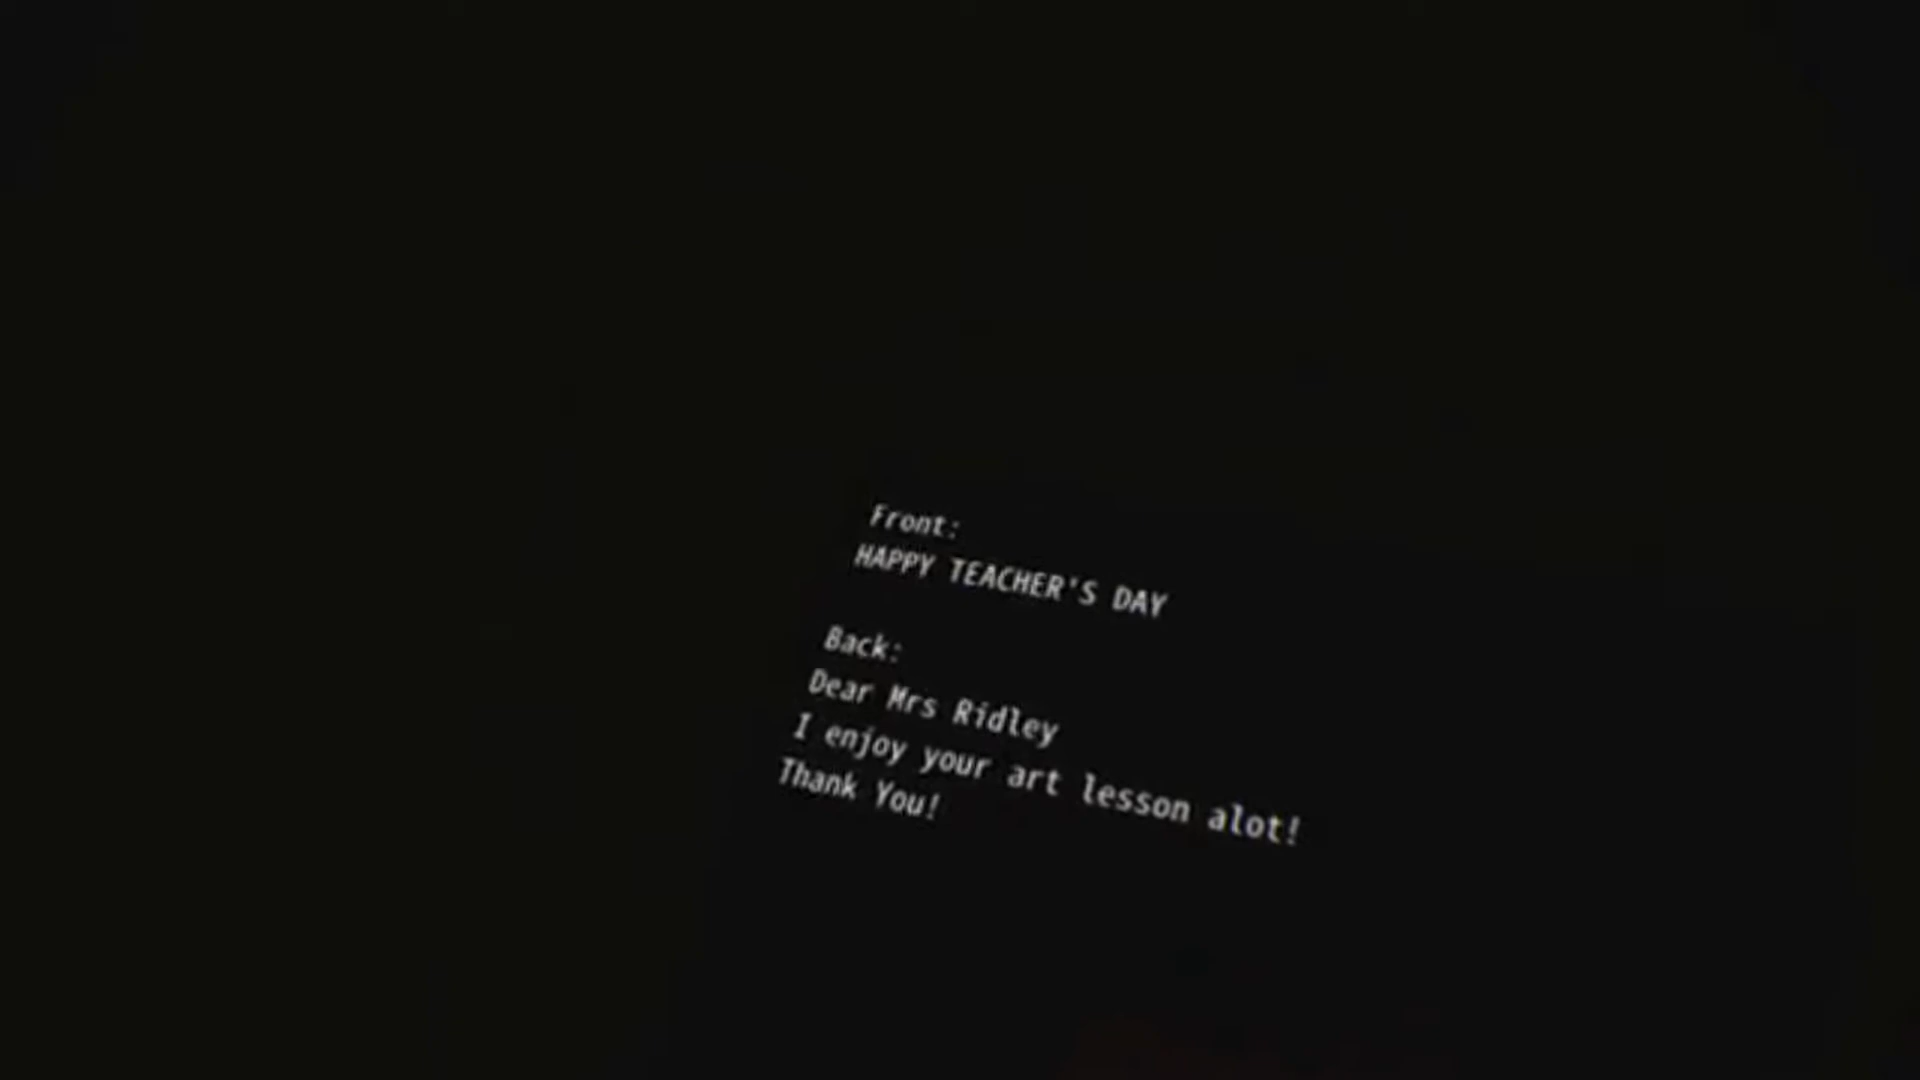 Front:
HAPPY TEACHER'S DAY
Back:
Dear Mrs Ridley
I enjoy your art lesson alot!
Thank You!